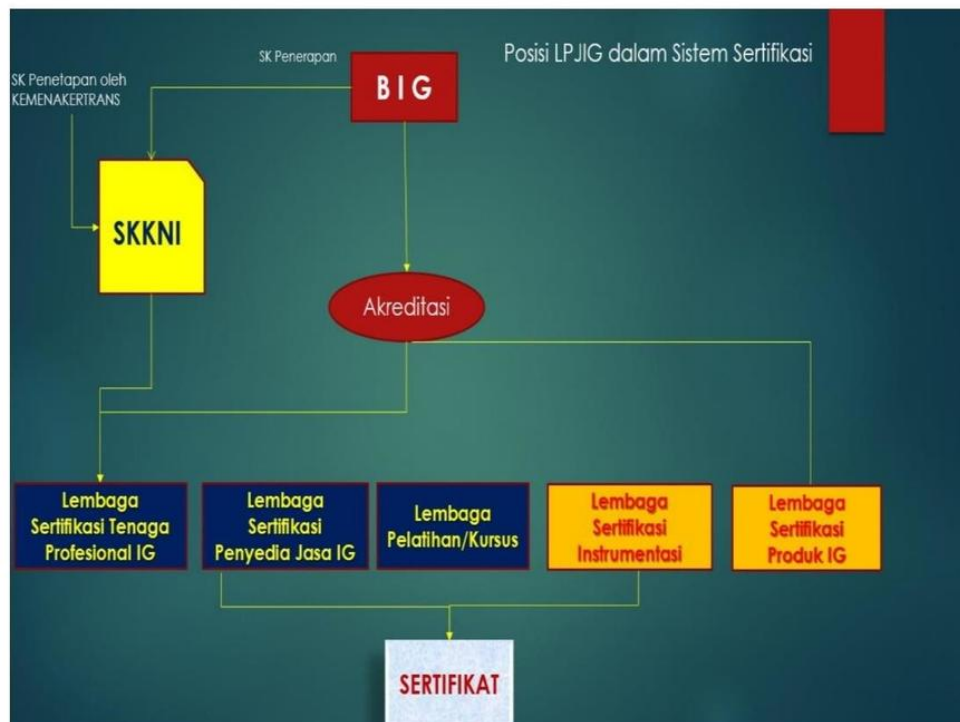 Posisi LPJIG dalam Sistem Sertifikasi
SK Penerapan
B I G
SK Penetapan oleh
KEMENAKERTRANS
SKKNI
Akreditasi
Lembaga
Sertifikasi Tenaga
Profesional IG
Lembaga
Sertifikasi
Penyedia Jasa IG
Lembaga
Pelatihan/Kursus
Lembaga
Sertifikasi
Instrumentasi
Lembaga
Sertifikasi
Produk IG
SERTIFIKAT